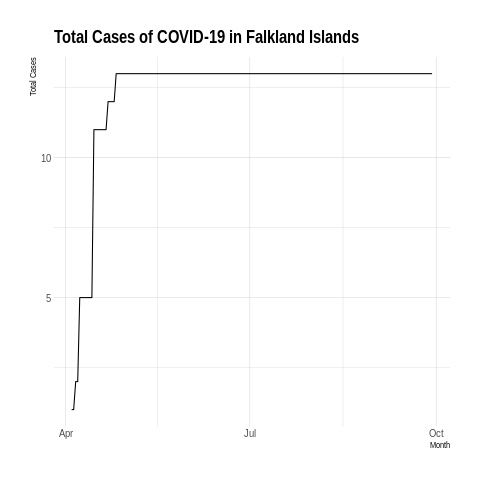 Total Cases of COVID-19 in Falkland Islands
Total Cases
10
5
Apr
Jul
Oct
Month